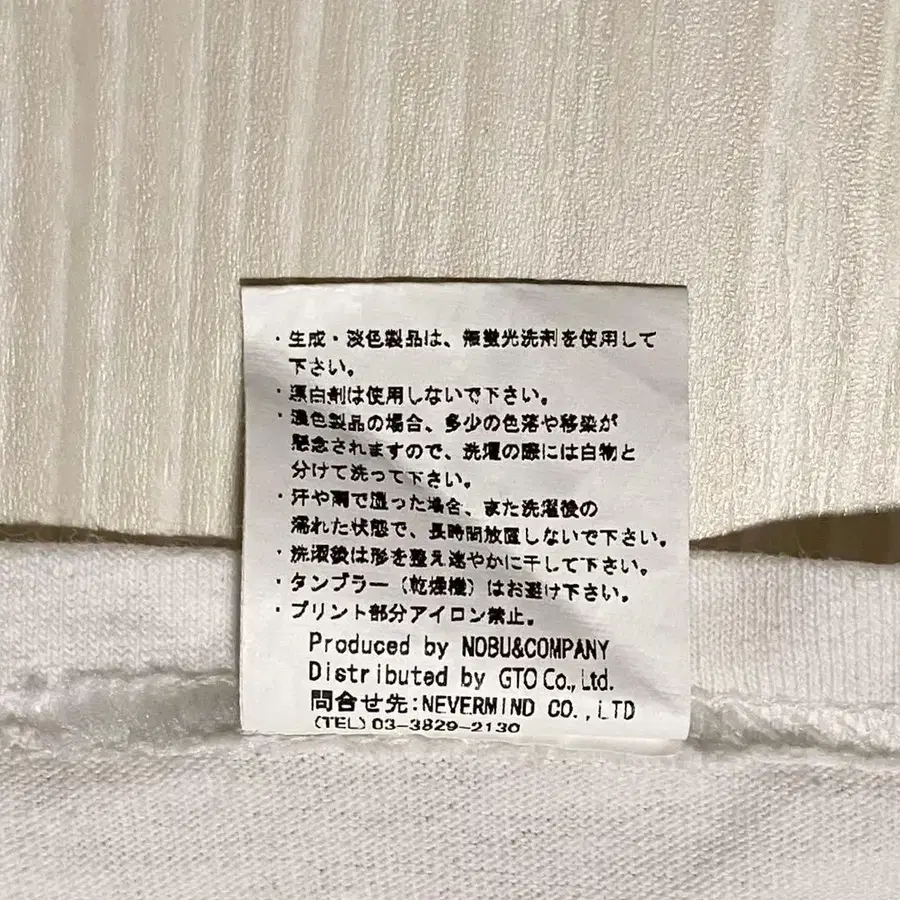 ・生成・淡色製品は、無蛍光洗剤を使用して
下さい。
・漂白剤は使用しないで下さい。
・濃色製品の場合、多少の色落や移染が
懸念されますので、洗濯の際には白物と
分けて洗って下さい。
・汗や雨で湿った場合、また洗濯後の
濡れた状態で、長時間放置しないで下さい。
・洗濯後は形を整え速やかに干して下さい。
・タンブラー（乾燥機）はお避け下さい。
・プリント部分アイロン禁止。
Produced by NOBU&COMPANY
Distributed by GTO Co.,Ltd.
問合せ先:NEVERMIND CO.,LTD
(TEL)03-3829-2130